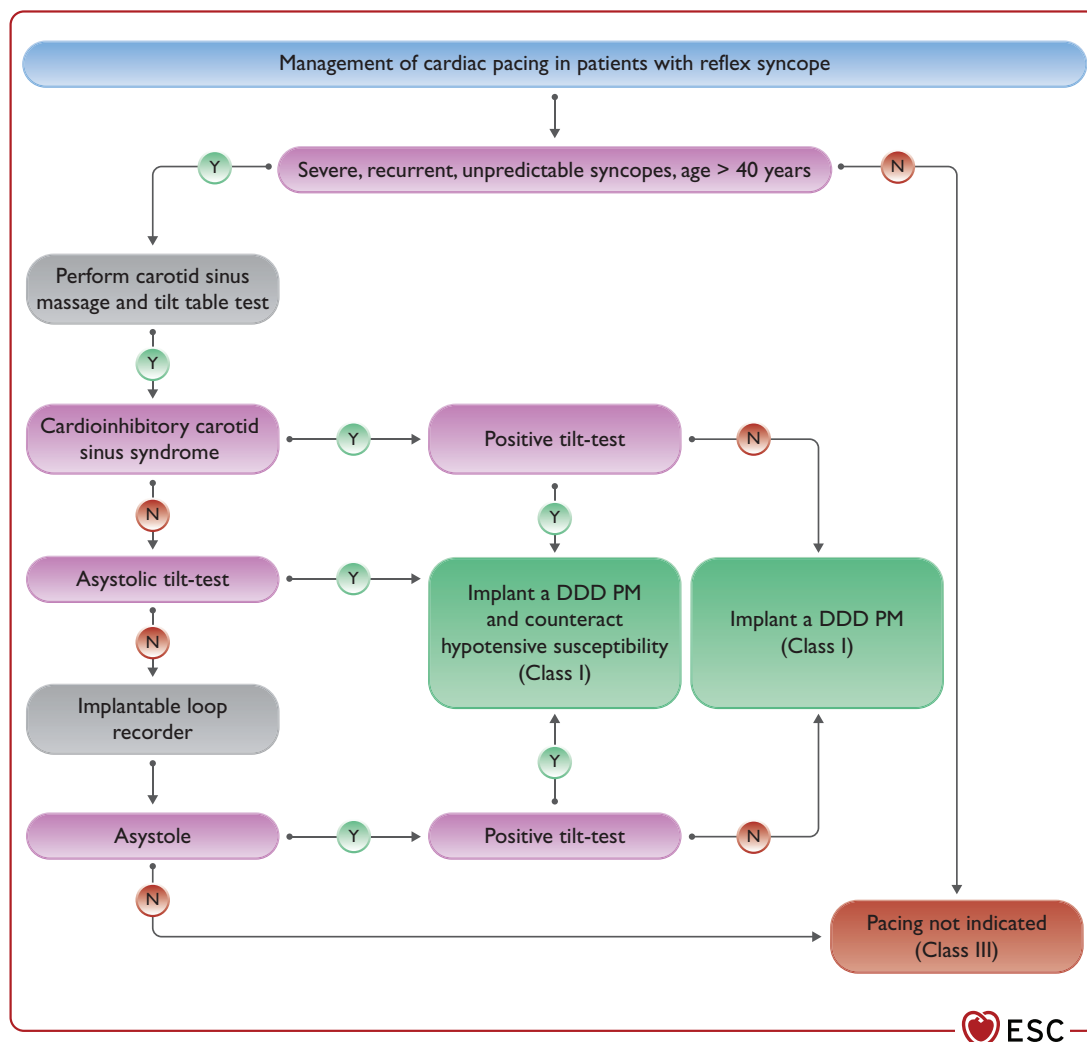 Management of cardiac pacing in patients with reflex syncope
Y
Severe, recurrent, unpredictable syncopes, age > 40 years
N
Perform carotid sinus
massage and tilt table test
Y
Cardioinhibitory carotid
sinus syndrome
Y
Positive tilt-test
N
N
Y
Asystolic tilt-test
Y
Implant a DDD PM
and counteract
hypotensive susceptibility
(Class I)
Implant a DDD PM
(Class I)
N
Implantable loop
recorder
Y
Asystole
Y
Positive tilt-test
N
N
Pacing not indicated
(Class III)
ESC